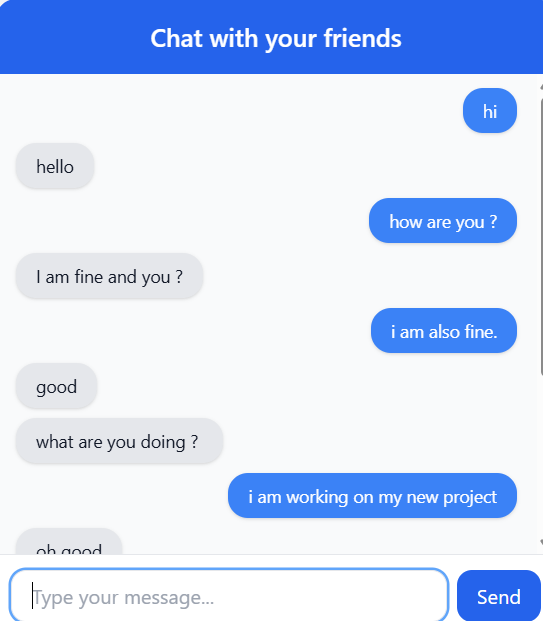 Chat with your friends
hi
hello
how are you ?
I am fine and you ?
i am also fine.
good
what are you doing ?
i am working on my new project
oh good
Type your message...
Send